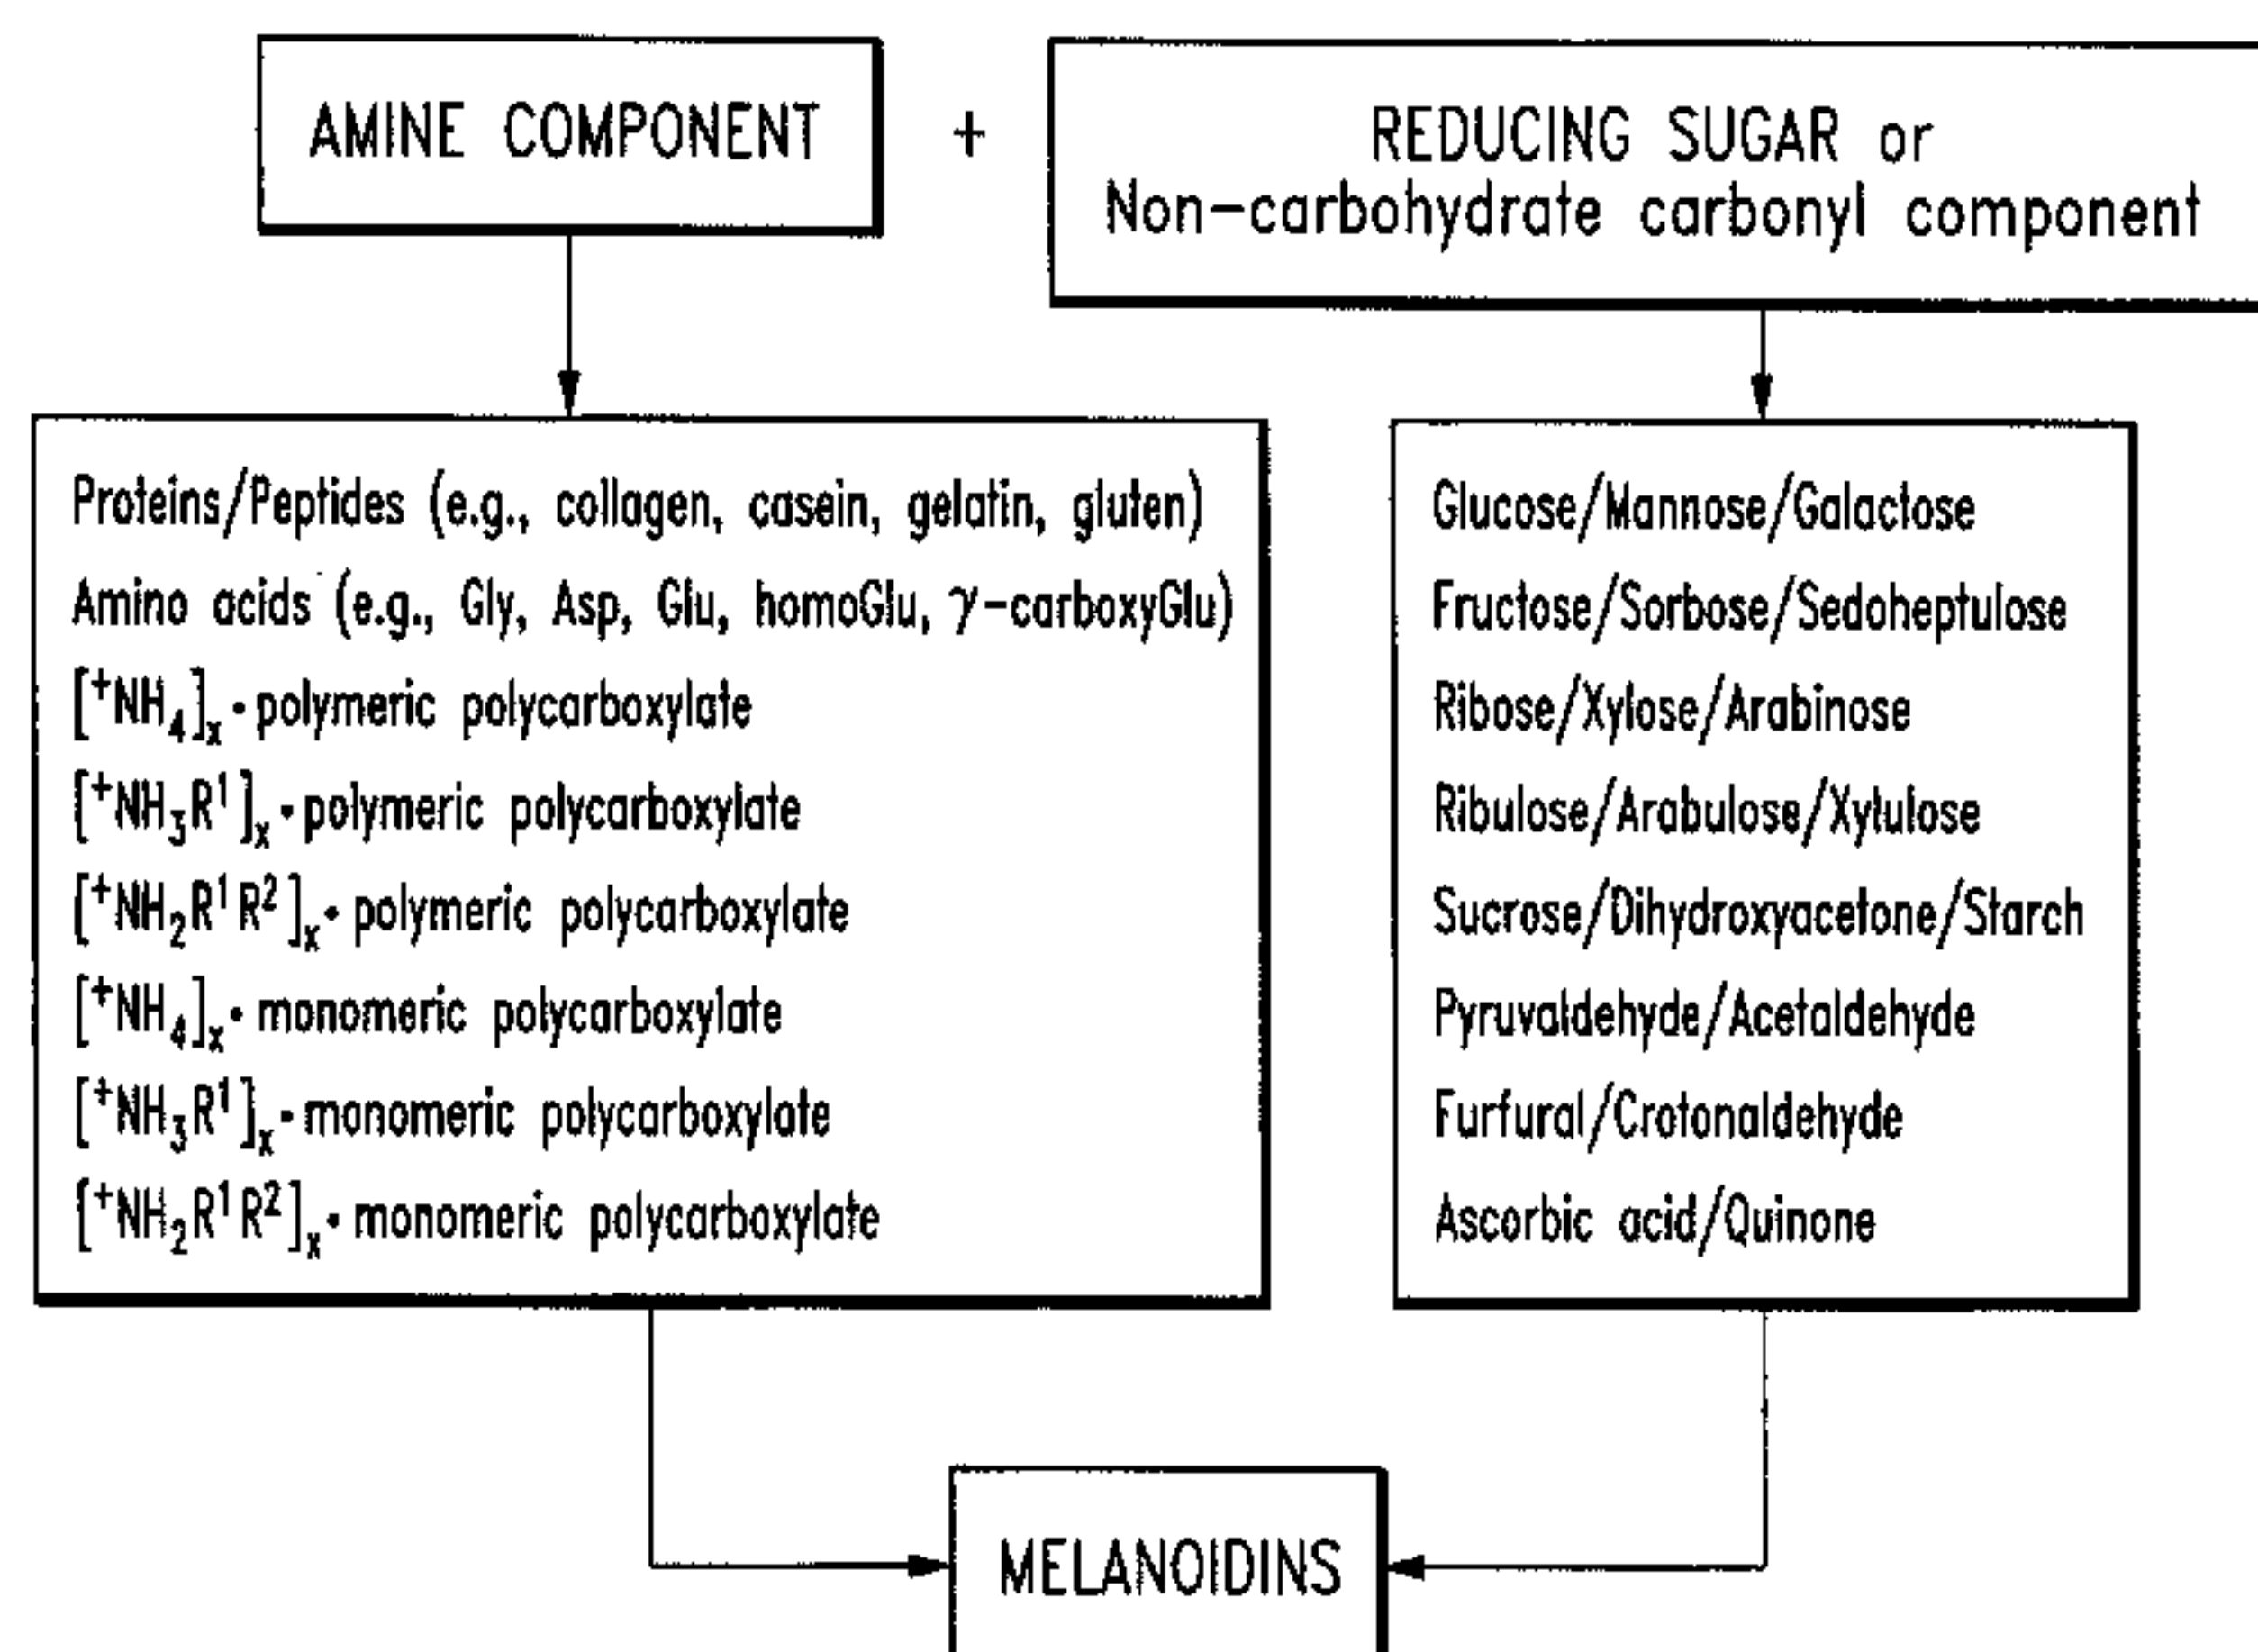 AMINE COMPONENT
+
REDUCING SUGAR or
Non-carbohydrate carbonyl component
Proteins/Peptides (e.g., collagen, casein, gelatin, gluten)
Amino acids (e.g., Gly, Asp, Glu, homoGlu, γ-carboxyGlu)
[⁺NH₄]ₓ • polymeric polycarboxylate
[⁺NH₃R¹]ₓ • polymeric polycarboxylate
[⁺NH₂R¹R²]ₓ • polymeric polycarboxylate
[⁺NH₄]ₓ • monomeric polycarboxylate
[⁺NH₃R¹]ₓ • monomeric polycarboxylate
[⁺NH₂R¹R²]ₓ • monomeric polycarboxylate
Glucose/Mannose/Galactose
Fructose/Sorbose/Sedoheptulose
Ribose/Xylose/Arabinose
Ribulose/Arabulose/Xylulose
Sucrose/Dihydroxyacetone/Starch
Pyruvaldehyde/Acetaldehyde
Furfural/Crotonaldehyde
Ascorbic acid/Quinone
MELANOIDINS